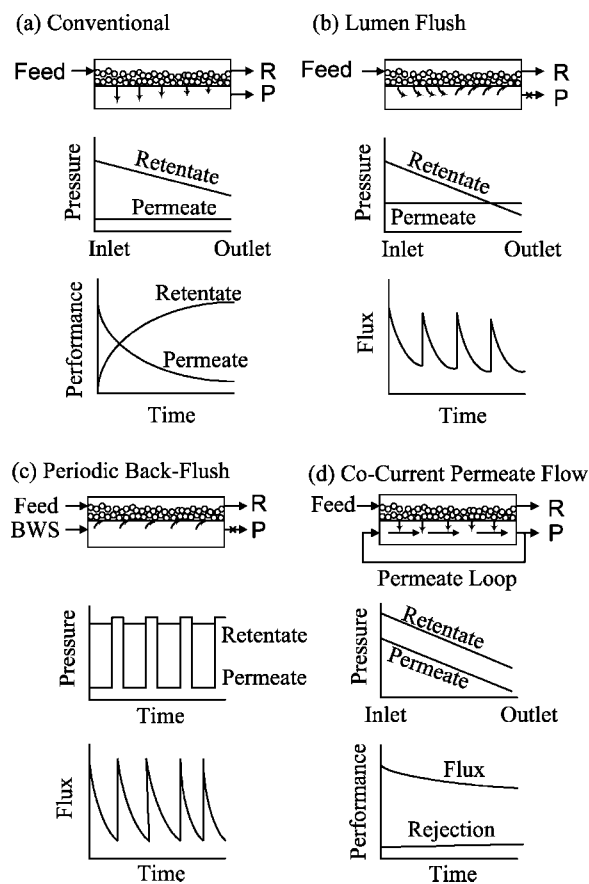 (a) Conventional
Feed
R
P
Pressure
Retentate
Permeate
Inlet
Outlet
Performance
Retentate
Permeate
Time
(b) Lumen Flush
Feed
R
P
Pressure
Retentate
Permeate
Inlet
Outlet
Flux
Time
(c) Periodic Back-Flush
Feed
R
BWS
P
Pressure
Retentate
Permeate
Time
Flux
Time
(d) Co-Current Permeate Flow
Feed
R
P
Permeate Loop
Pressure
Retentate
Permeate
Inlet
Outlet
Performance
Flux
Rejection
Time